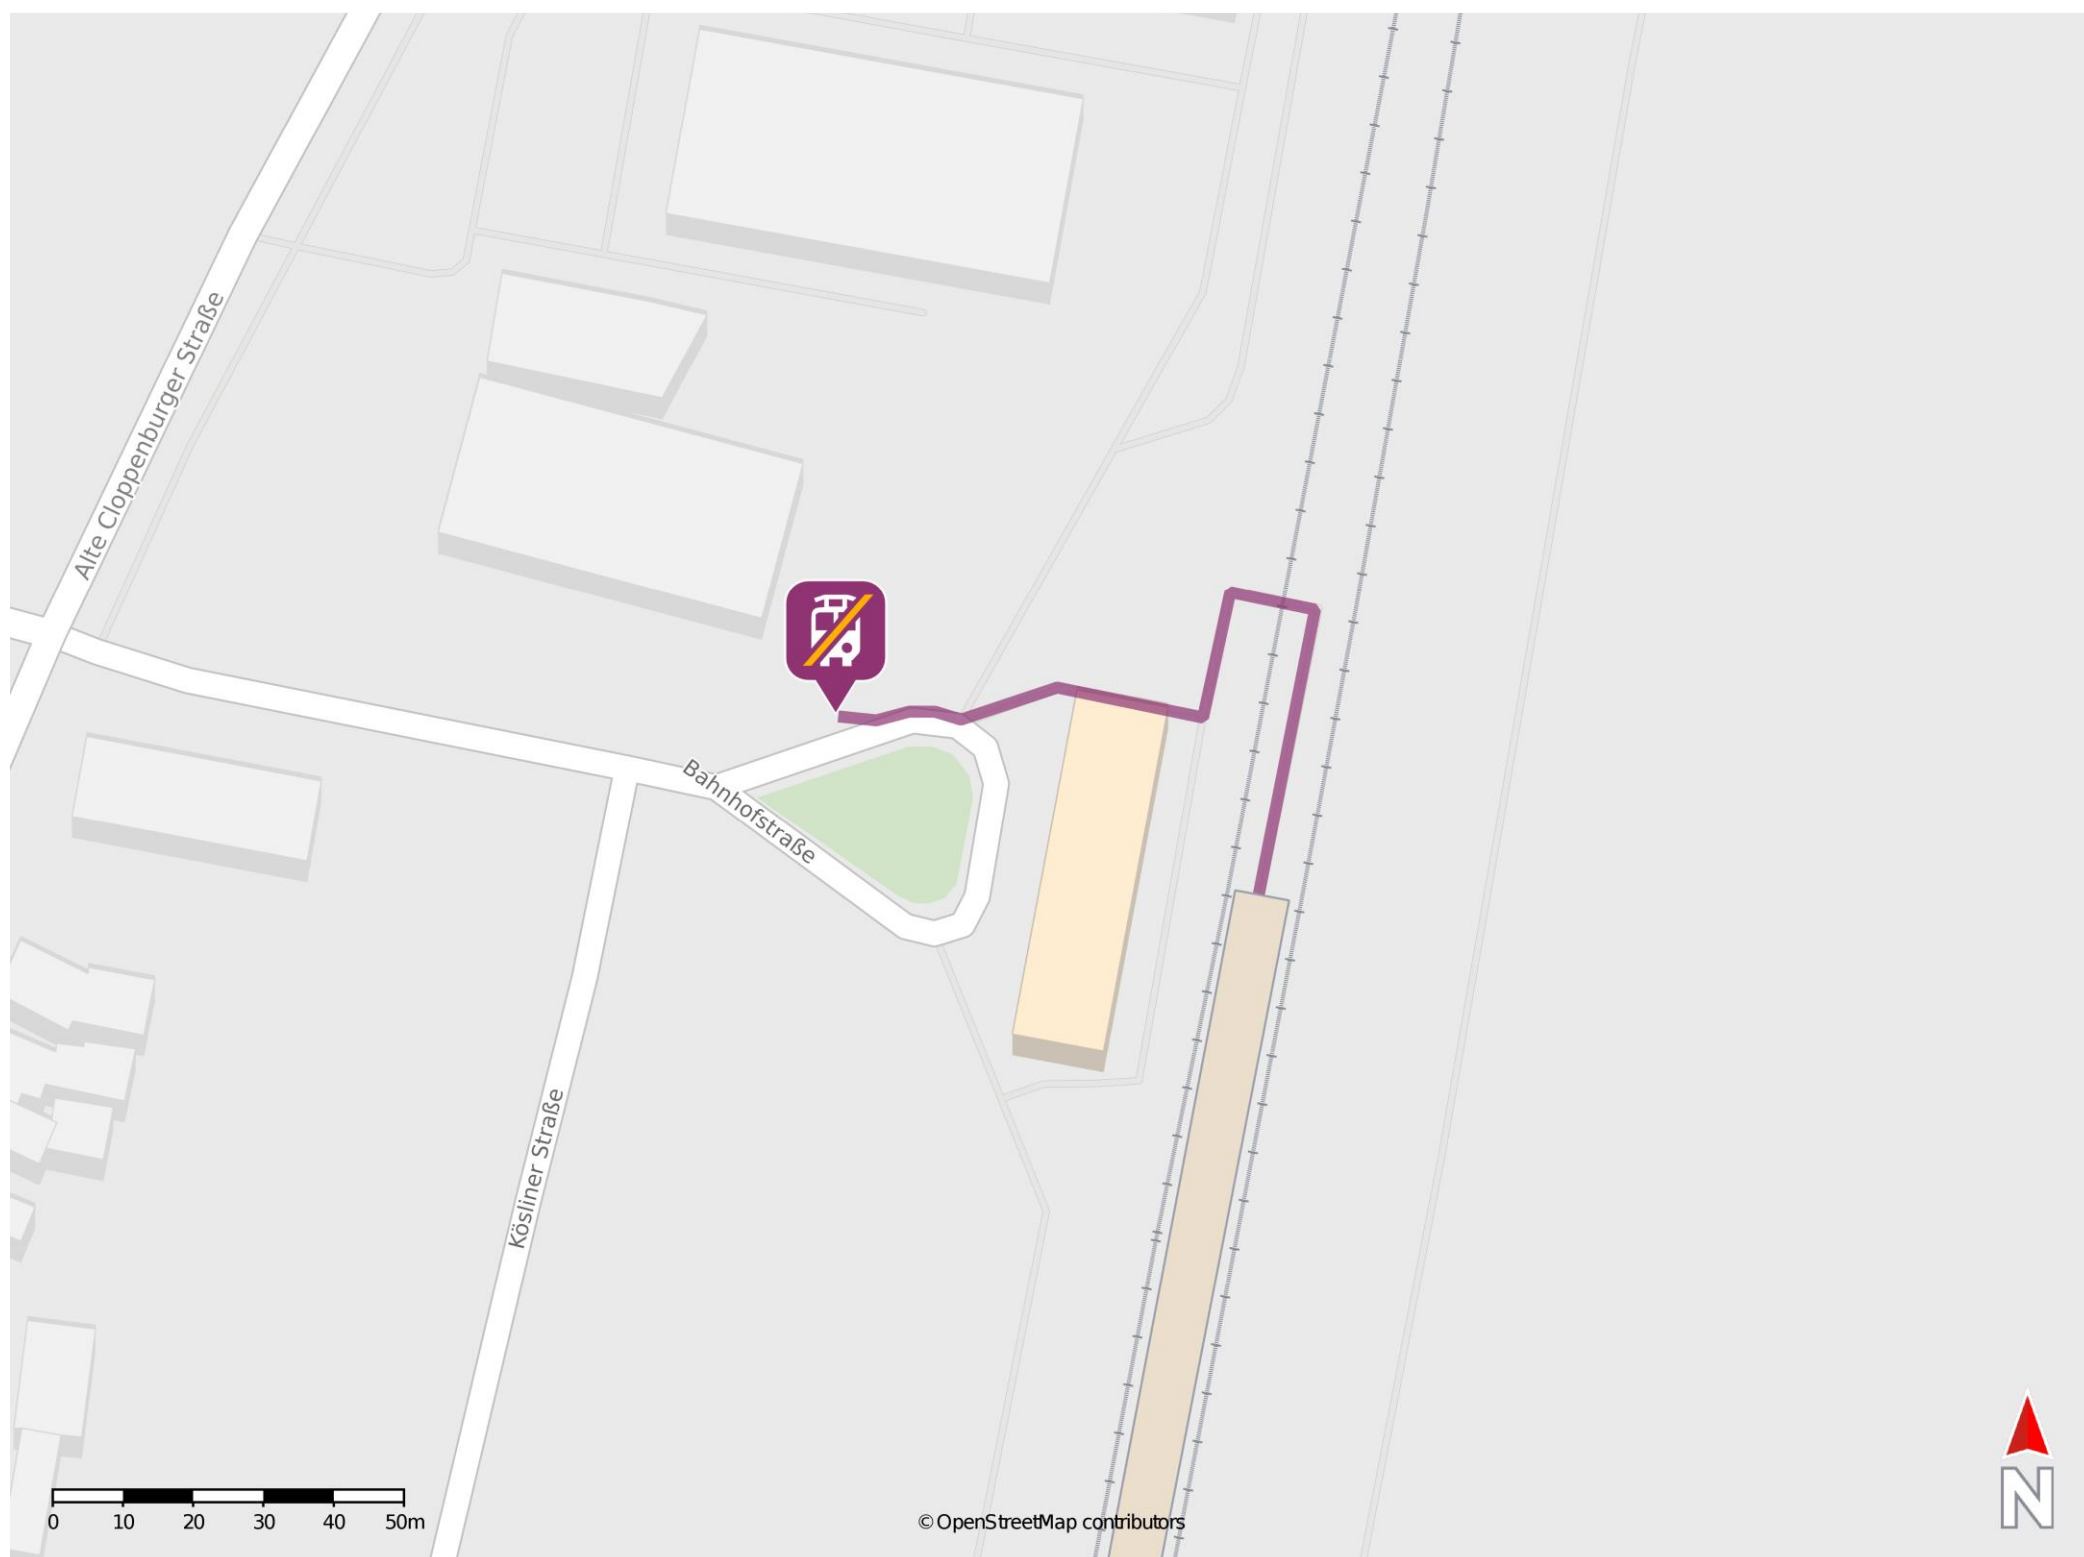 Alte Cloppenburger Straße
Bahnhofstraße
Kösliner Straße
0 10 20 30 40 50m
© OpenStreetMap contributors
N